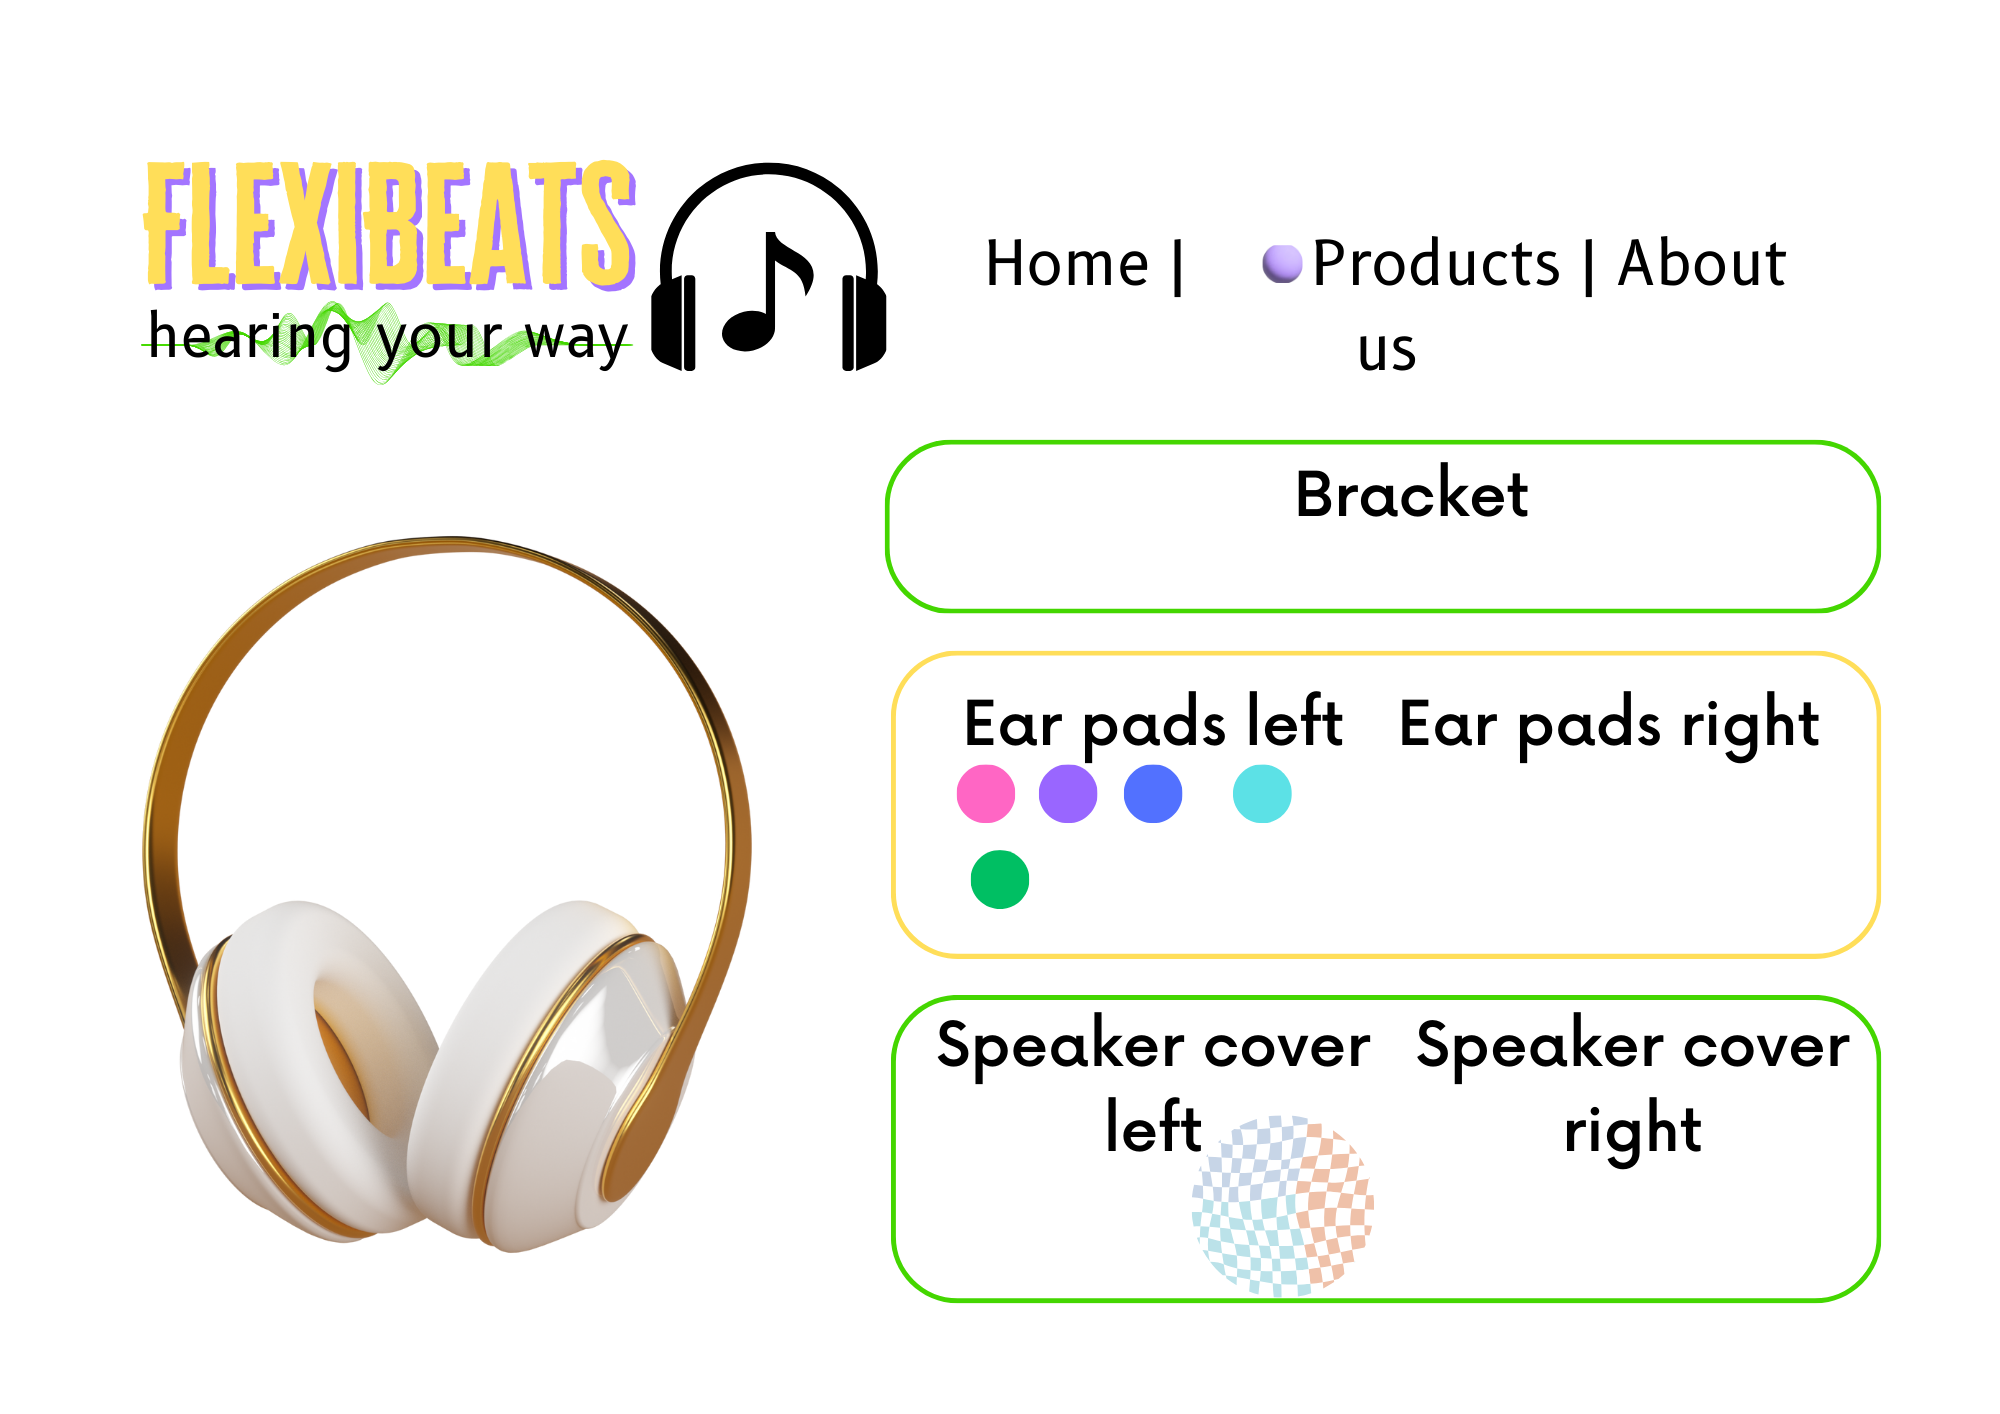 FLEXIBEATS
hearing your way
Home | Products | About
us
Bracket
Ear pads left Ear pads right
Speaker cover
left
Speaker cover
right